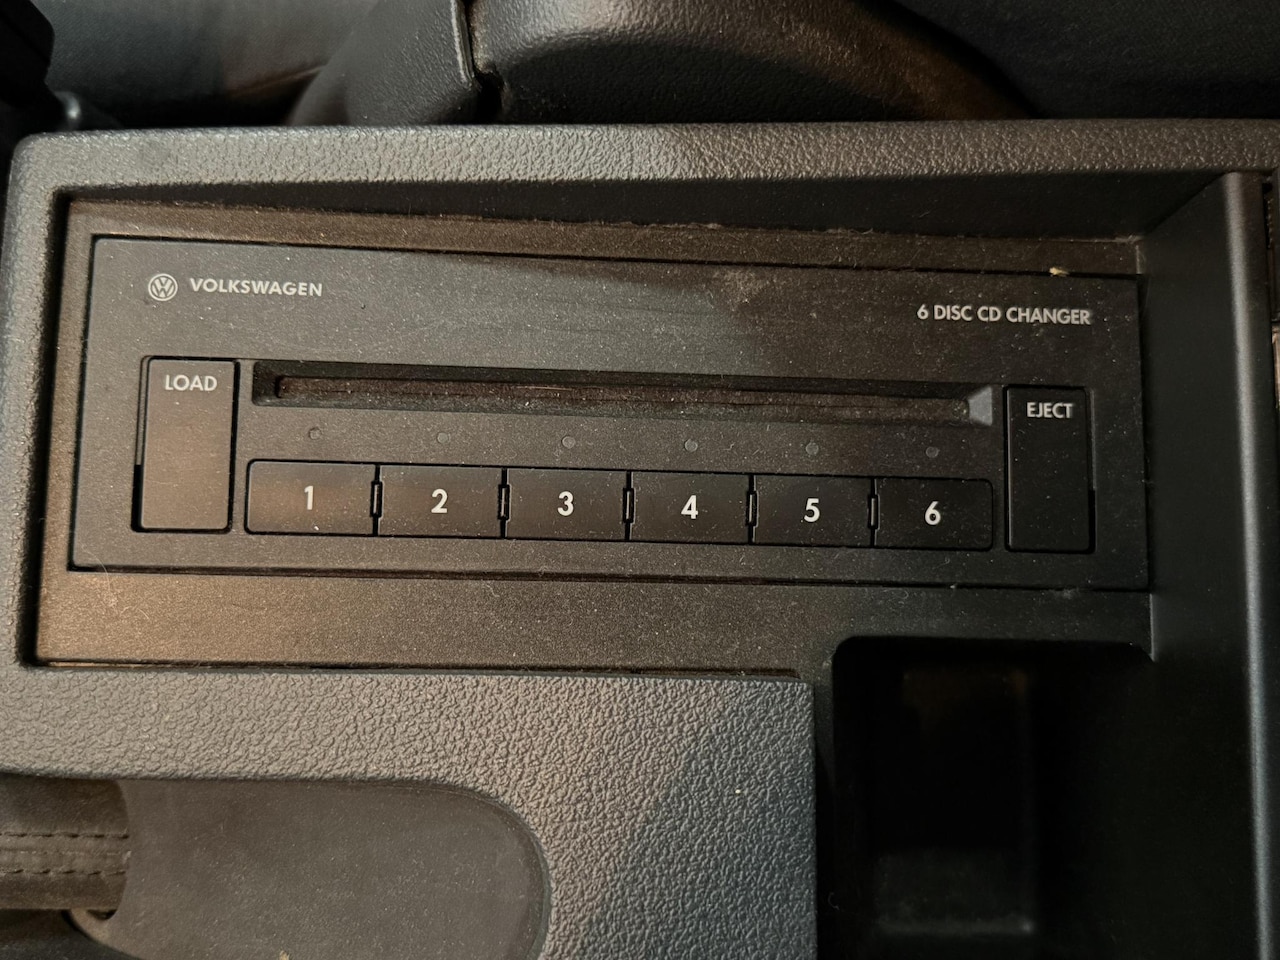 VOLKSWAGEN
6 DISC CD CHANGER
LOAD
EJECT
1 2 3 4 5 6